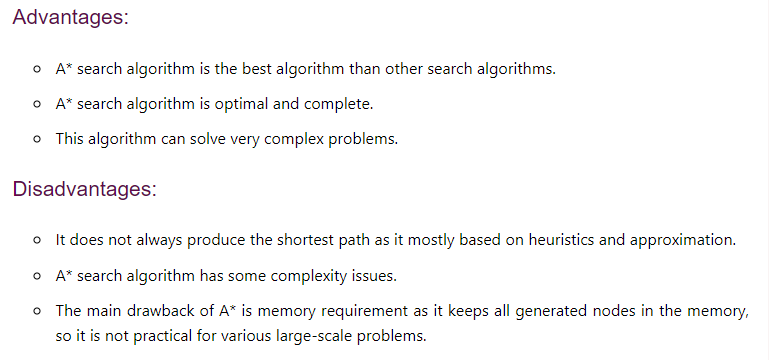 Advantages:
A* search algorithm is the best algorithm than other search algorithms.
A* search algorithm is optimal and complete.
This algorithm can solve very complex problems.
Disadvantages:
It does not always produce the shortest path as it mostly based on heuristics and approximation.
A* search algorithm has some complexity issues.
The main drawback of A* is memory requirement as it keeps all generated nodes in the memory,
so it is not practical for various large-scale problems.